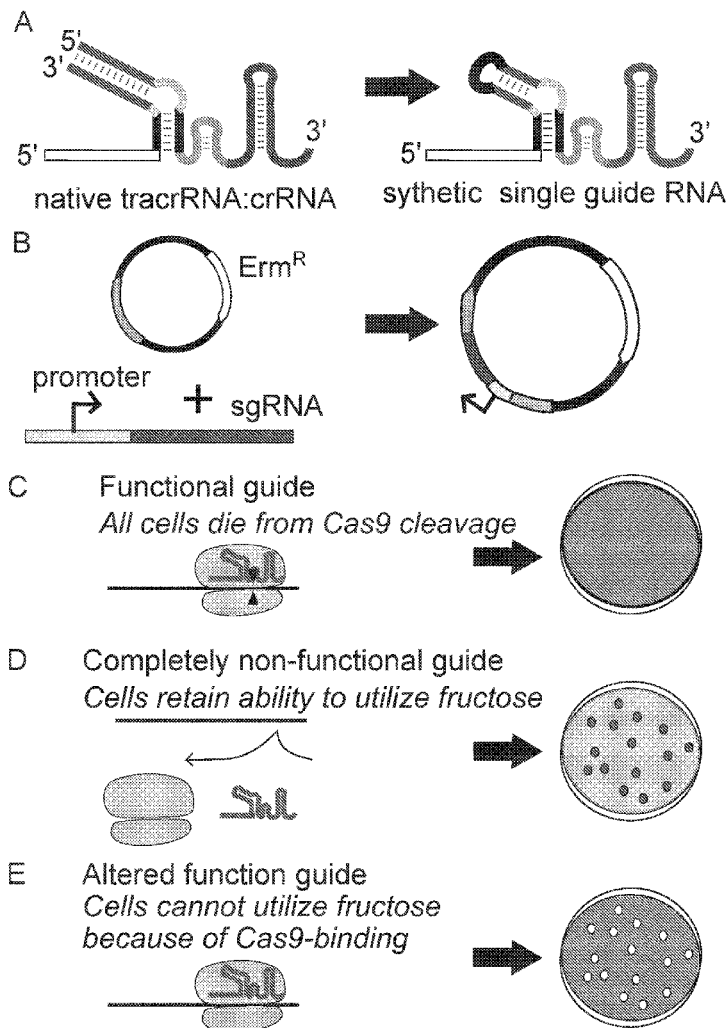 A
5'
3'
5'
3'
5'
3'
native tracrRNA:crRNA
sythetic single guide RNA
B
Erm^R
promoter
+
sgRNA
C Functional guide
All cells die from Cas9 cleavage
D Completely non-functional guide
Cells retain ability to utilize fructose
E Altered function guide
Cells cannot utilize fructose
because of Cas9-binding